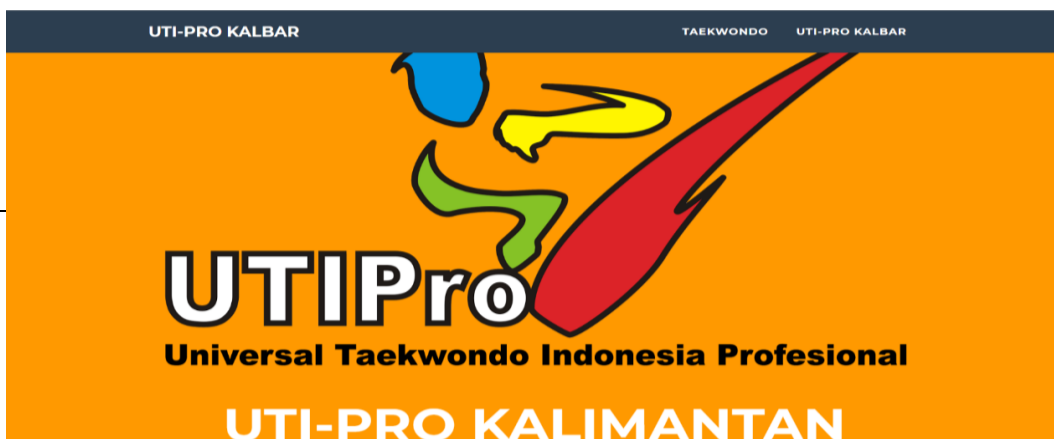 UTI-PRO KALBAR TAEKWONDO UTI-PRO KALBAR
UTIPro
Universal Taekwondo Indonesia Profesional
UTI-PRO KALIMANTAN